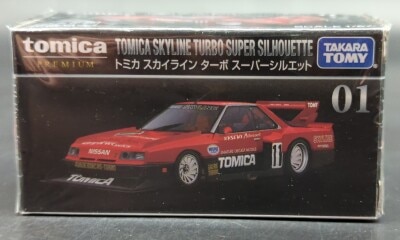 tomica
PREMIUM
TOMICA SKYLINE TURBO SUPER SILHOUETTE
トミカ スカイライン ターボ スーパーシルエット
TAKARA
TOMY
01
NISSAN
TOMICA
11
TOMICA